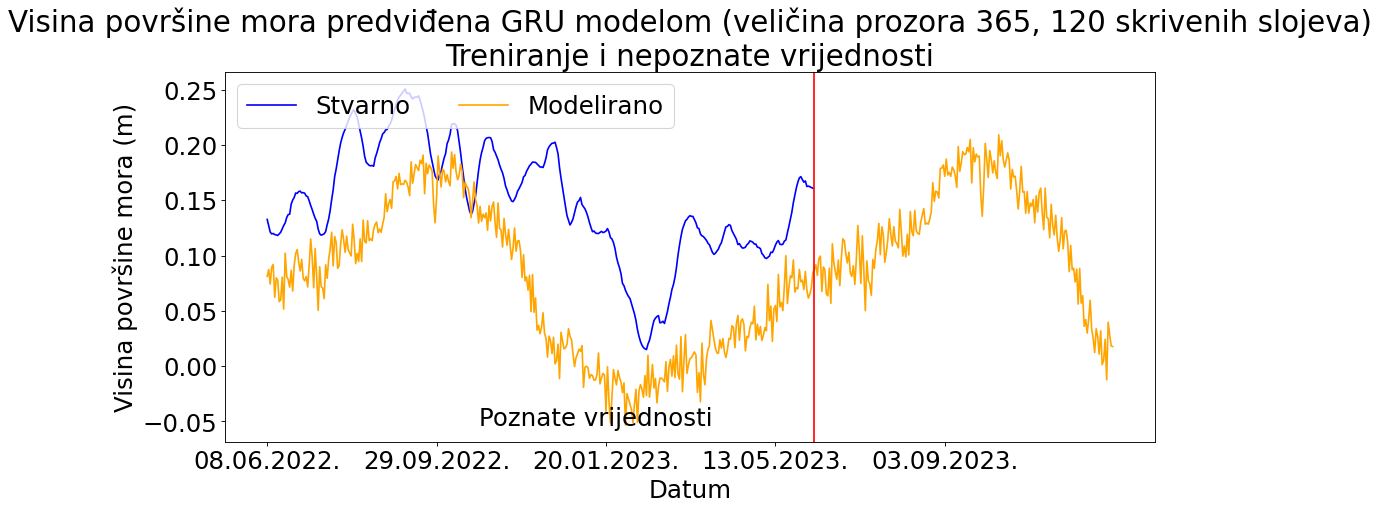 Visina površine mora predviđena GRU modelom (veličina prozora 365, 120 skrivenih slojeva)
Treniranje i nepoznate vrijednosti
Stvarno
Modelirano
Visina površine mora (m)
0.25
0.20
0.15
0.10
0.05
0.00
−0.05
Poznate vrijednosti
08.06.2022.
29.09.2022.
20.01.2023.
13.05.2023.
03.09.2023.
Datum